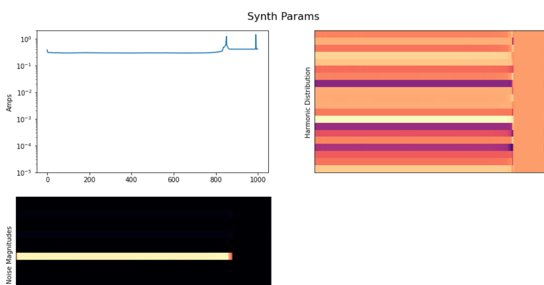 Synth Params
Amps
10⁰
10⁻¹
10⁻²
10⁻³
10⁻⁴
10⁻⁵
0 200 400 600 800 1000
Harmonic Distribution
Noise Magnitudes